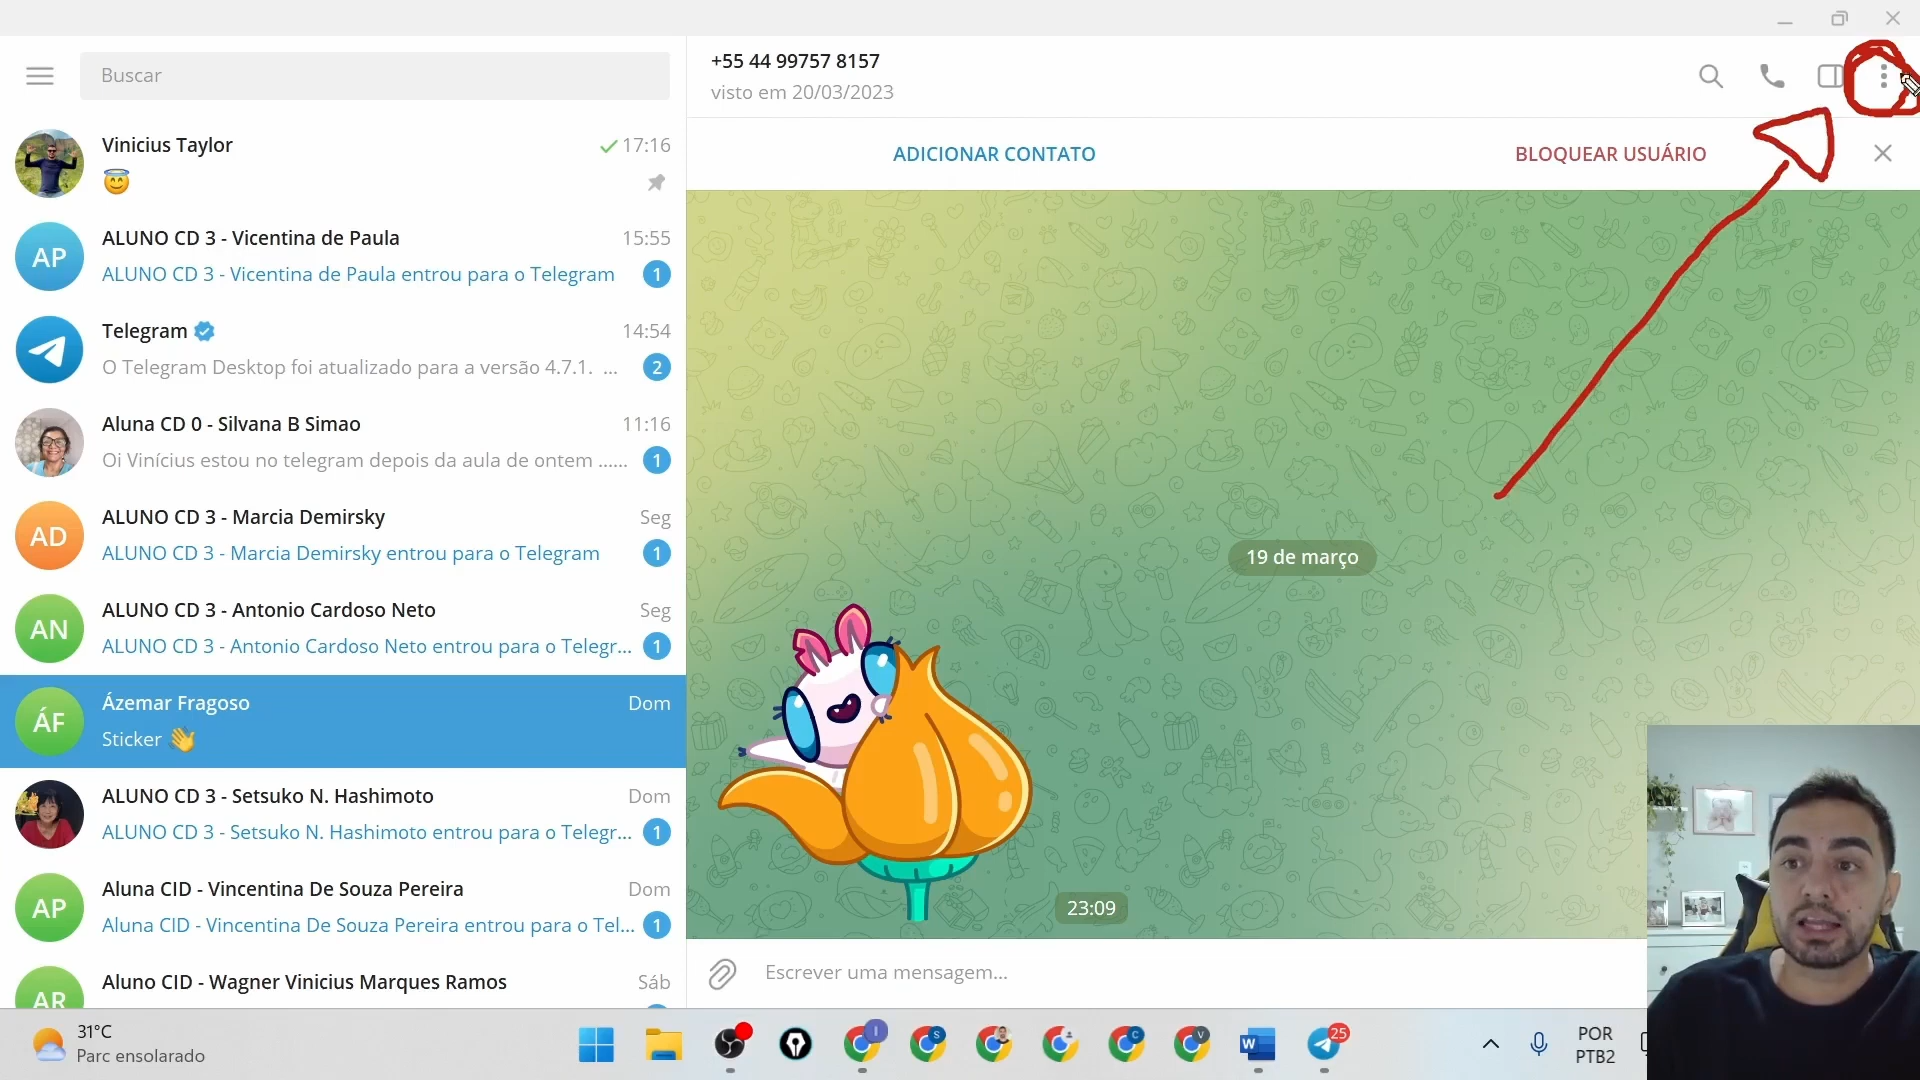 Buscar
+55 44 99757 8157
visto em 20/03/2023
ADICIONAR CONTATO
BLOQUEAR USUÁRIO
Vinicius Taylor
17:16
AP
ALUNO CD 3 - Vicentina de Paula
15:55
ALUNO CD 3 - Vicentina de Paula entrou para o Telegram
1
Telegram
14:54
O Telegram Desktop foi atualizado para a versão 4.7.1. ...
2
Aluna CD 0 - Silvana B Simao
11:16
Oi Vinícius estou no telegram depois da aula de ontem ......
1
AD
ALUNO CD 3 - Marcia Demirsky
Seg
ALUNO CD 3 - Marcia Demirsky entrou para o Telegram
1
AN
ALUNO CD 3 - Antonio Cardoso Neto
Seg
ALUNO CD 3 - Antonio Cardoso Neto entrou para o Telegr...
1
ÁF
Ázemar Fragoso
Dom
Sticker
ALUNO CD 3 - Setsuko N. Hashimoto
Dom
ALUNO CD 3 - Setsuko N. Hashimoto entrou para o Telegr...
1
AP
Aluna CID - Vincentina De Souza Pereira
Dom
Aluna CID - Vincentina De Souza Pereira entrou para o Tel...
1
AR
Aluno CID - Wagner Vinicius Marques Ramos
Sáb
19 de março
23:09
Escrever uma mensagem...
31°C
Parc ensolarado
I
S
C
V
W
25
POR
PTB2